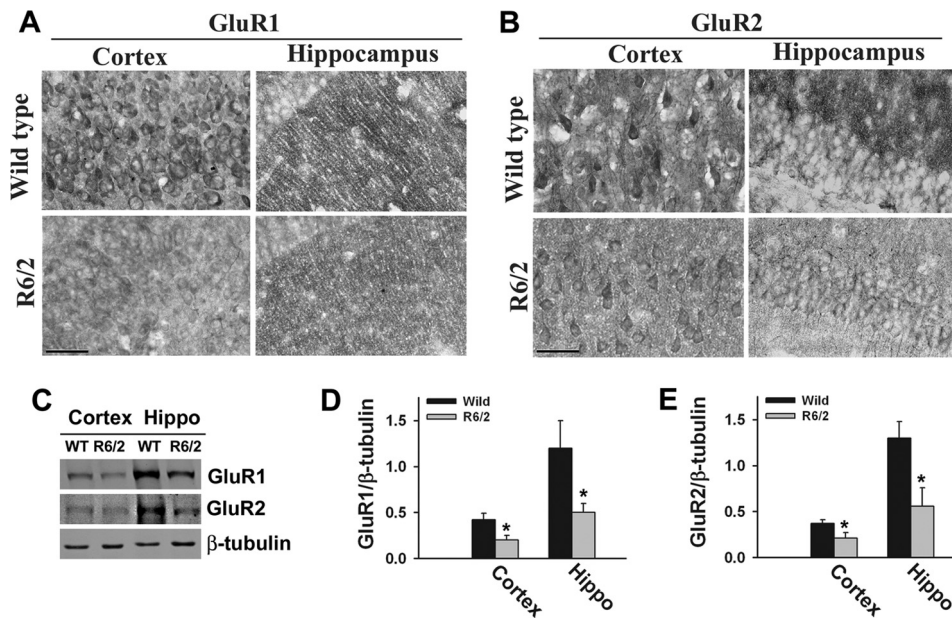 A
GluR1
Cortex
Hippocampus
Wild type
R6/2
B
GluR2
Cortex
Hippocampus
Wild type
R6/2
C
Cortex Hippo
WT R6/2 WT R6/2
GluR1
GluR2
β-tubulin
D
Wild
R6/2
GluR1/β-tubulin
1.5
1.0
0.5
0.0
*
*
Cortex
Hippo
E
Wild
R6/2
GluR2/β-tubulin
1.5
1.0
0.5
0.0
*
*
Cortex
Hippo